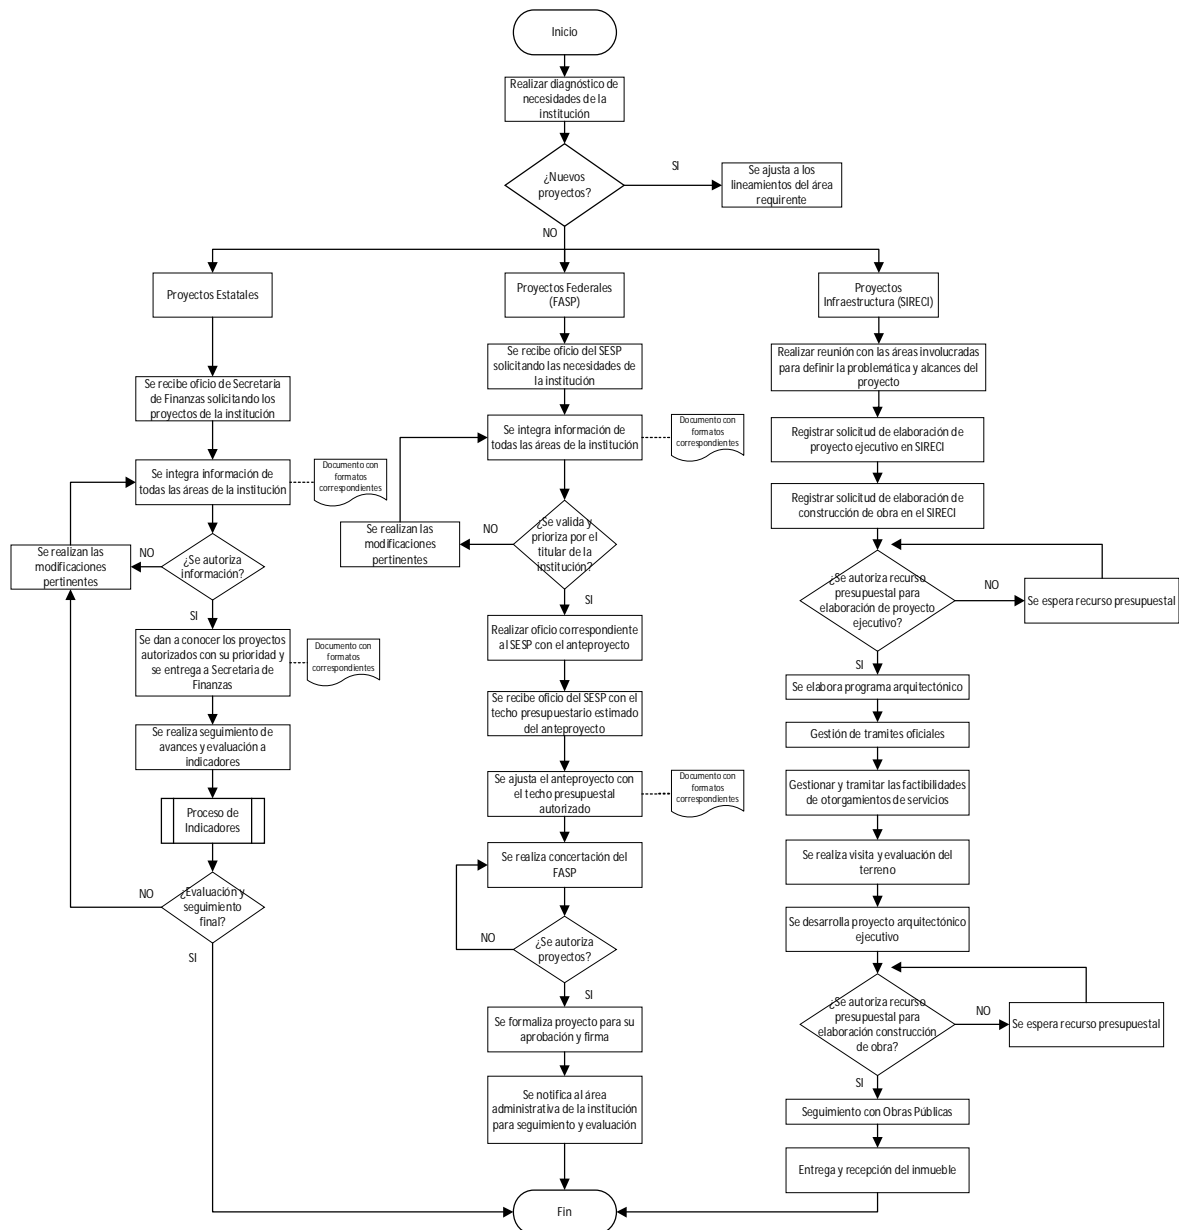 Inicio
Realizar diagnóstico de
necesidades de la
institución
¿Nuevos
proyectos?
SI
Se ajusta a los
lineamientos del área
requirente
NO
Proyectos Estatales
Se recibe oficio de Secretaría
de Finanzas solicitando los
proyectos de la institución
Se integra información de
todas las áreas de la institución
Documento con
formatos
correspondientes
¿Se autoriza
información?
NO
Se realizan las
modificaciones
pertinentes
SI
Se dan a conocer los proyectos
autorizados con su prioridad y
se entrega a Secretaria de
Finanzas
Documento con
formatos
correspondientes
Se realiza seguimiento de
avances y evaluación a
indicadores
Proceso de
Indicadores
¿Evaluación y
seguimiento
final?
NO
SI
Proyectos Federales
(FASP)
Se recibe oficio del SESP
solicitando las necesidades de
la institución
Se integra información de
todas las áreas de la institución
Documento con
formatos
correspondientes
¿Se valida y
prioriza por el
titular de la
institución?
NO
Se realizan las
modificaciones
pertinentes
SI
Realizar oficio correspondiente
al SESP con el anteproyecto
Se recibe oficio del SESP con el
techo presupuestario estimado
del anteproyecto
Se ajusta el anteproyecto con
el techo presupuestal
autorizado
Documento con
formatos
correspondientes
Se realiza concertación del
FASP
¿Se autoriza
proyectos?
NO
SI
Se formaliza proyecto para su
aprobación y firma
Se notifica al área
administrativa de la institución
para seguimiento y evaluación
Proyectos
Infraestructura (SIRECI)
Realizar reunión con las áreas involucradas
para definir la problemática y alcances del
proyecto
Registrar solicitud de elaboración de
proyecto ejecutivo en SIRECI
Registrar solicitud de elaboración de
construcción de obra en el SIRECI
¿Se autoriza recurso
presupuestal para
elaboración de proyecto
ejecutivo?
NO
Se espera recurso presupuestal
SI
Se elabora programa arquitectónico
Gestión de tramites oficiales
Gestionar y tramitar las factibilidades
de otorgamientos de servicios
Se realiza visita y evaluación del
terreno
Se desarrolla proyecto arquitectónico
ejecutivo
¿Se autoriza recurso
presupuestal para
elaboración construcción
de obra?
NO
Se espera recurso presupuestal
SI
Seguimiento con Obras Públicas
Entrega y recepción del inmueble
Fin